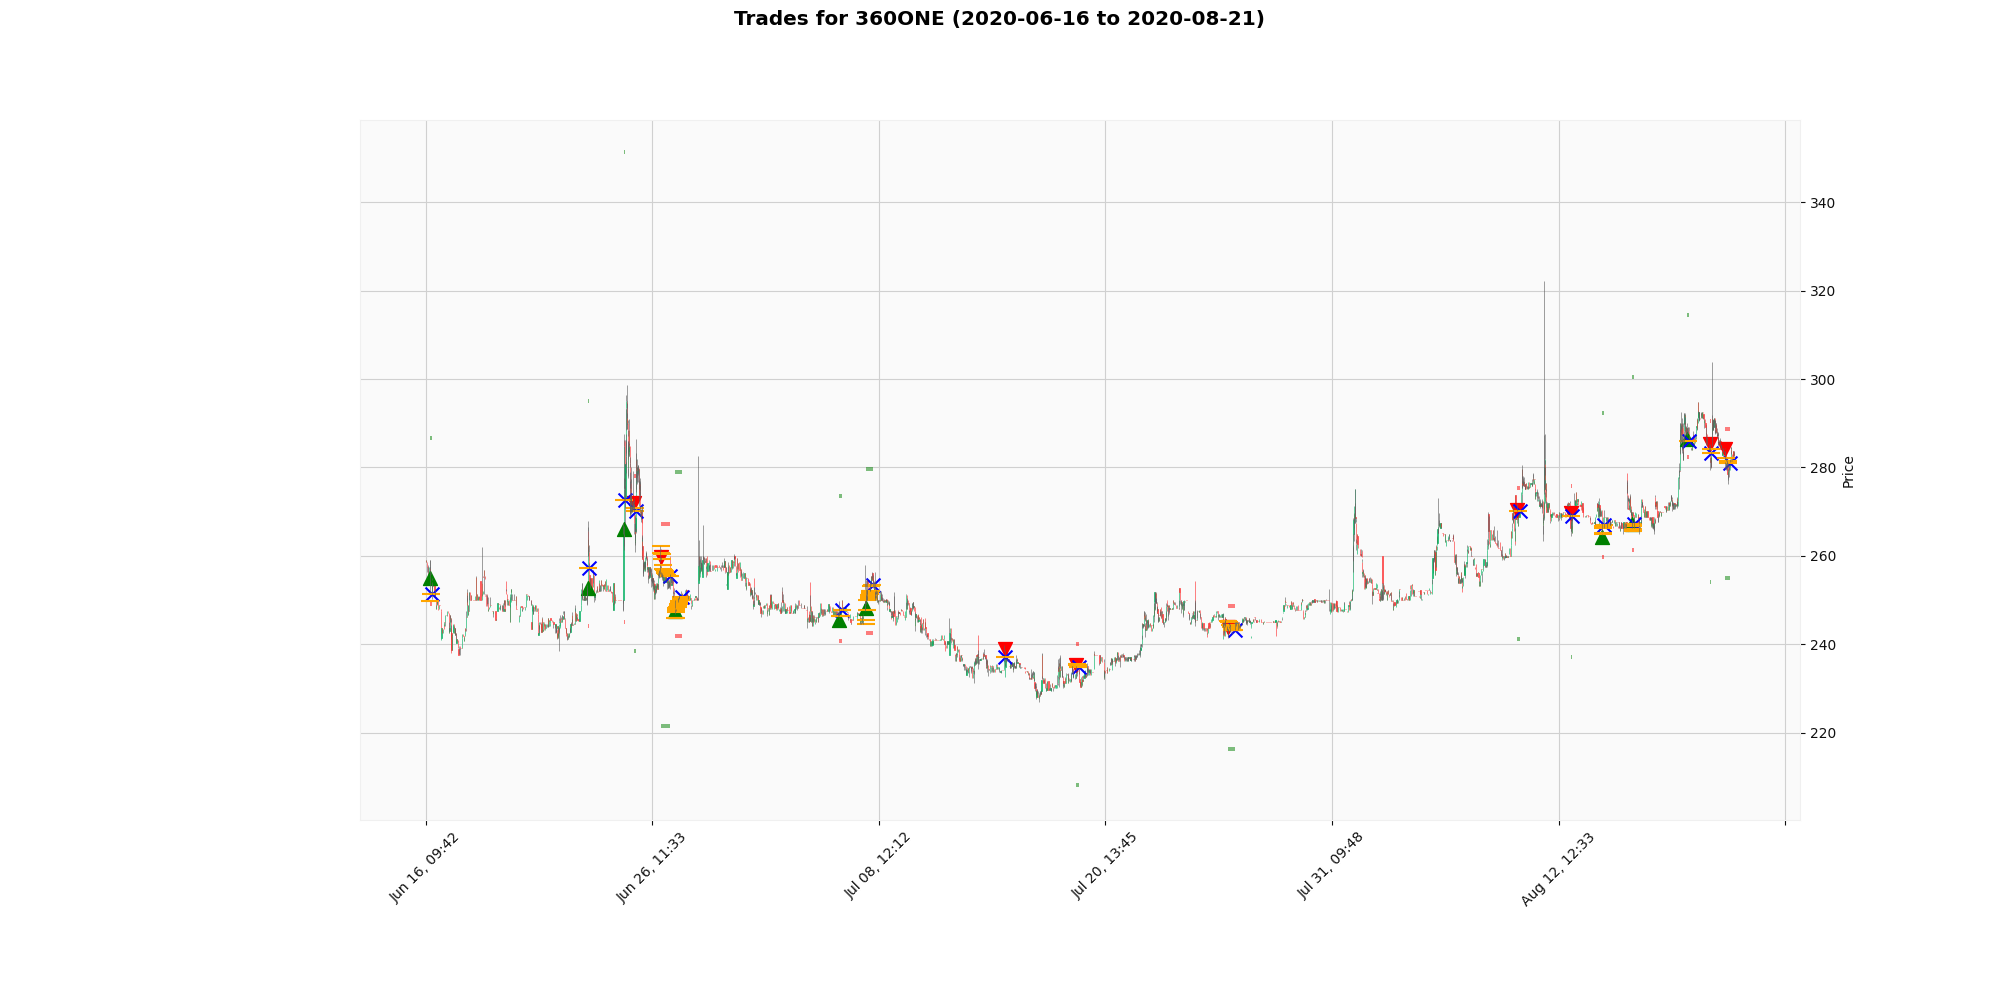 Trades for 360ONE (2020-06-16 to 2020-08-21)
340
320
300
280
260
240
220
Price
Jun 16, 09:42
Jun 26, 11:33
Jul 08, 12:12
Jul 20, 13:45
Jul 31, 09:48
Aug 12, 12:33